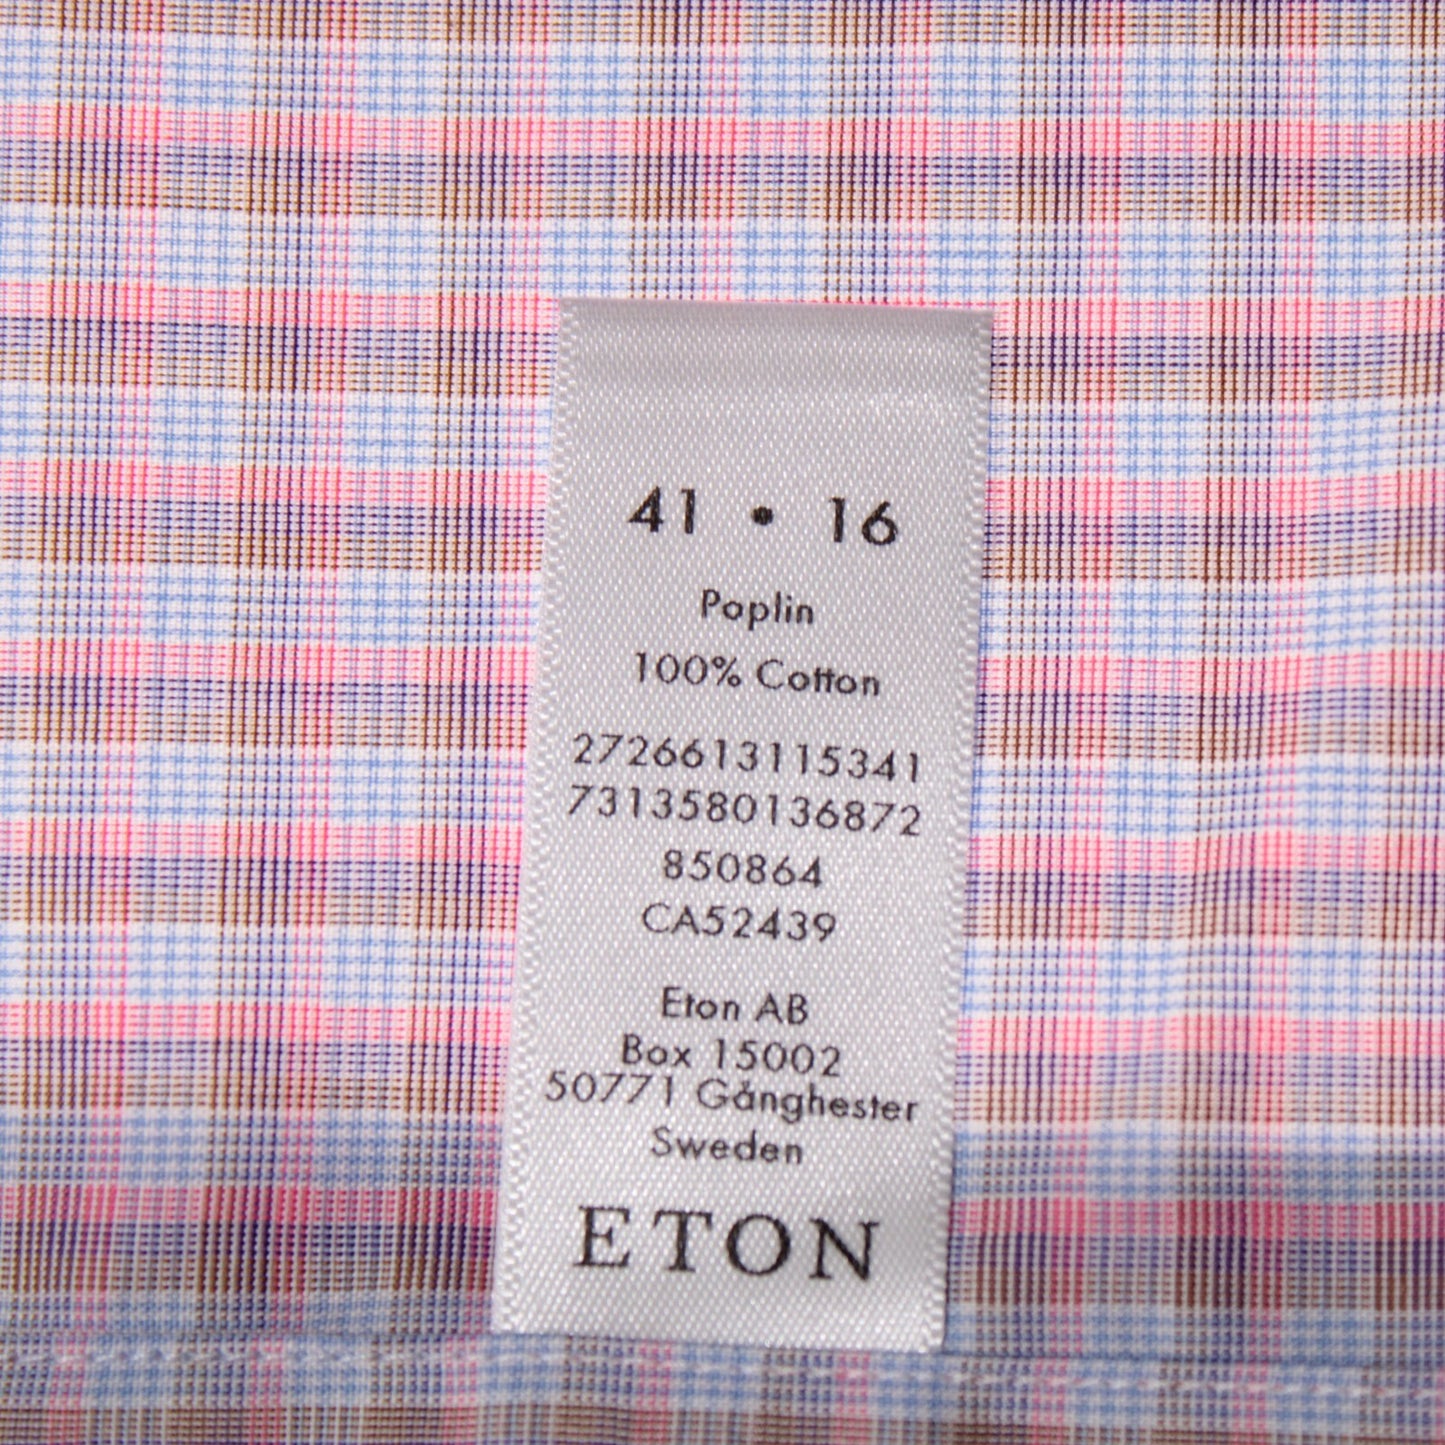 41 • 16
Poplin
100% Cotton
2726613115341
7313580136872
850864
CA52439
Eton AB
Box 15002
50771 Gånghester
Sweden
ETON